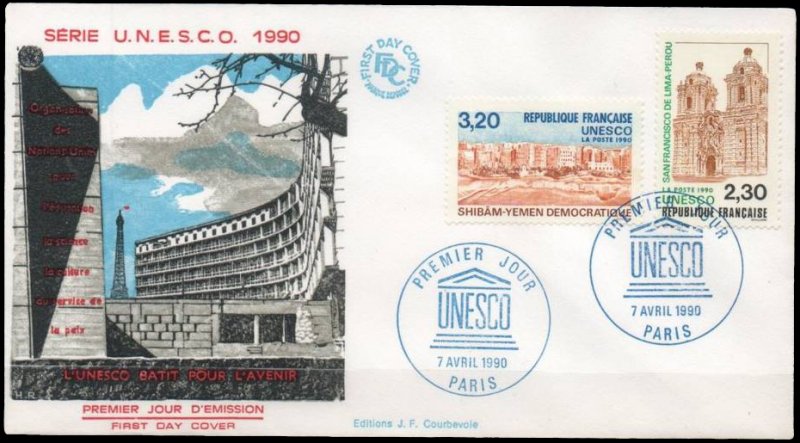 SÉRIE U.N.E.S.C.O. 1990
Organisation
des
Nations Unies
pour
l'éducation
la science
la culture
au service de
la paix
L'UNESCO BATIT POUR L'AVENIR
H.R
PREMIER JOUR D'EMISSION
FIRST DAY COVER
FIRST DAY COVER
FDC
FRANCE
3,20
REPUBLIQUE FRANÇAISE
UNESCO
LA POSTE 1990
SHIBĀM-YEMEN DEMOCRATIQUE
SAN FRANCISCO DE LIMA-PEROU
LA POSTE 1990
UNESCO
2,30
REPUBLIQUE FRANÇAISE
PREMIER JOUR
UNESCO
7 AVRIL 1990
PARIS
PREMIER JOUR
UNESCO
7 AVRIL 1990
PARIS
Editions J. F. Courbevoie